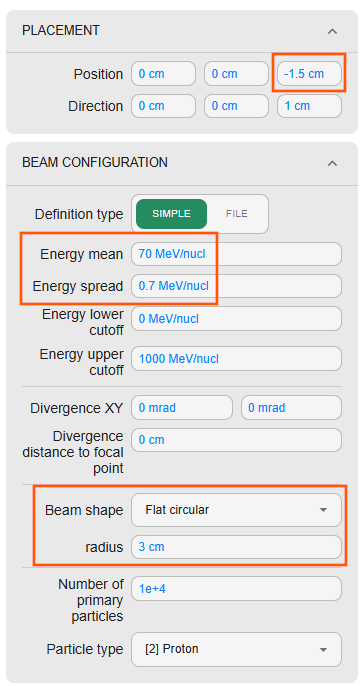 PLACEMENT
Position 0 cm 0 cm -1.5 cm
Direction 0 cm 0 cm 1 cm
BEAM CONFIGURATION
Definition type SIMPLE FILE
Energy mean 70 MeV/nucl
Energy spread 0.7 MeV/nucl
Energy lower
cutoff 0 MeV/nucl
Energy upper
cutoff 1000 MeV/nucl
Divergence XY 0 mrad 0 mrad
Divergence
distance to focal
point 0 cm
Beam shape Flat circular
radius 3 cm
Number of
primary
particles 1e+4
Particle type [2] Proton